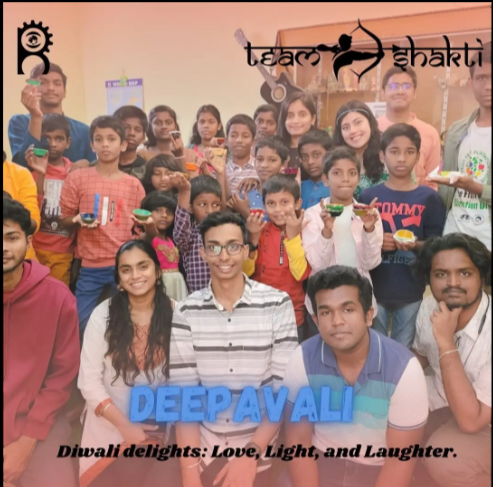 TEAM SHAKTI
TOMMY
DEEPAVALI
Diwali delights: Love, Light, and Laughter.